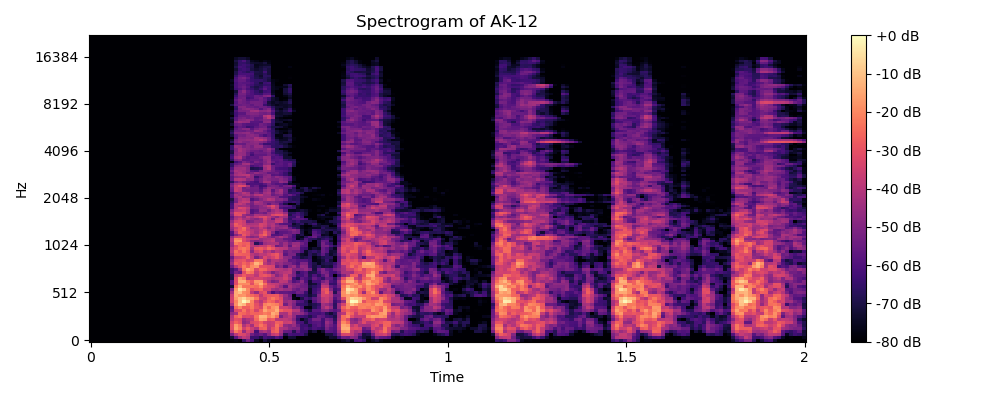 Spectrogram of AK-12
Hz
16384
8192
4096
2048
1024
512
0
0 0.5 1 1.5 2
Time
+0 dB
-10 dB
-20 dB
-30 dB
-40 dB
-50 dB
-60 dB
-70 dB
-80 dB